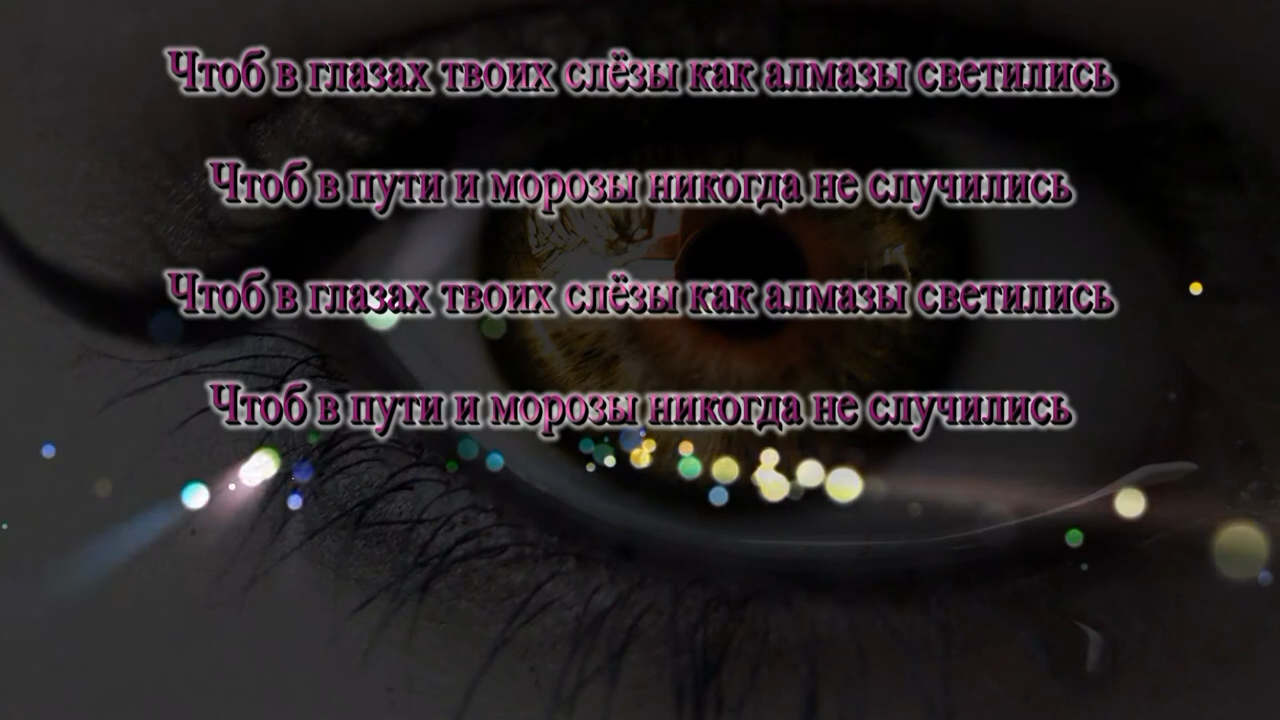 Чтоб в глазах твоих слёзы как алмазы светились
Чтоб в пути и морозы никогда не случились
Чтоб в глазах твоих слёзы как алмазы светились
Чтоб в пути и морозы никогда не случились